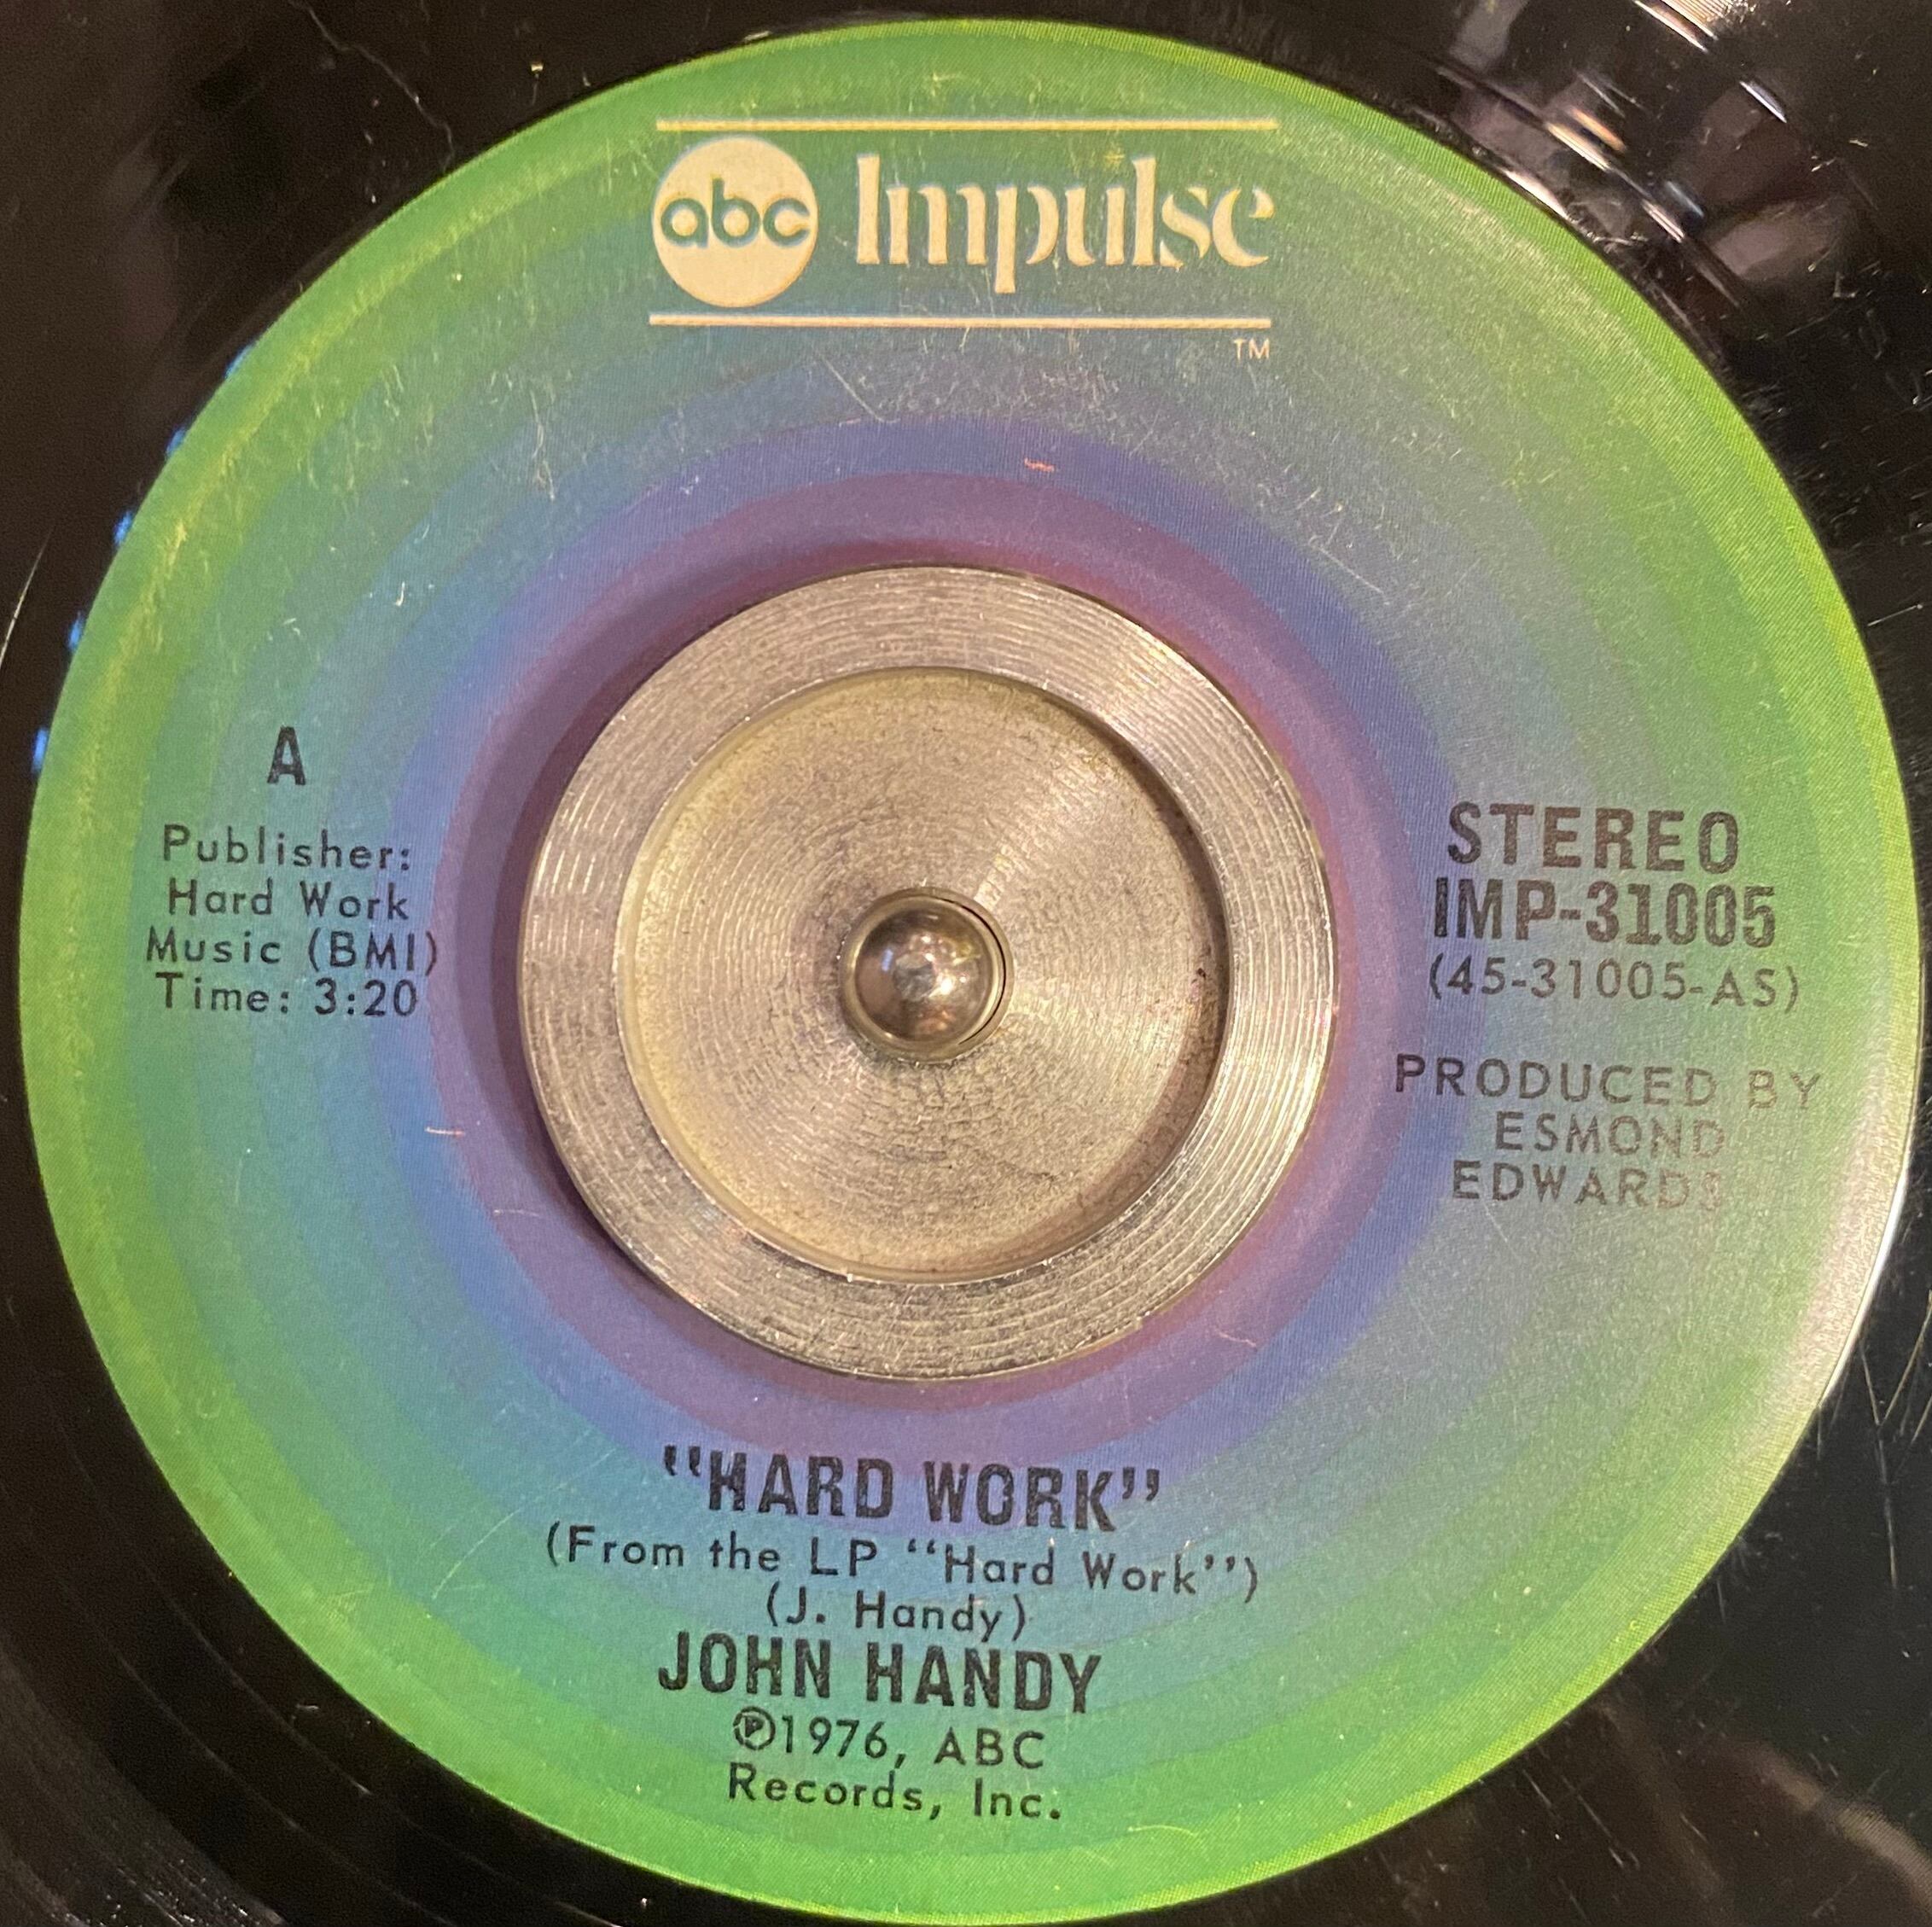 abc Impulse
TM
A
Publisher:
Hard Work
Music (BMI)
Time: 3:20
STEREO
IMP-31005
(45-31005-AS)
PRODUCED BY
ESMOND
EDWARDS
"HARD WORK"
(From the LP "Hard Work")
(J. Handy)
JOHN HANDY
℗1976, ABC
Records, Inc.